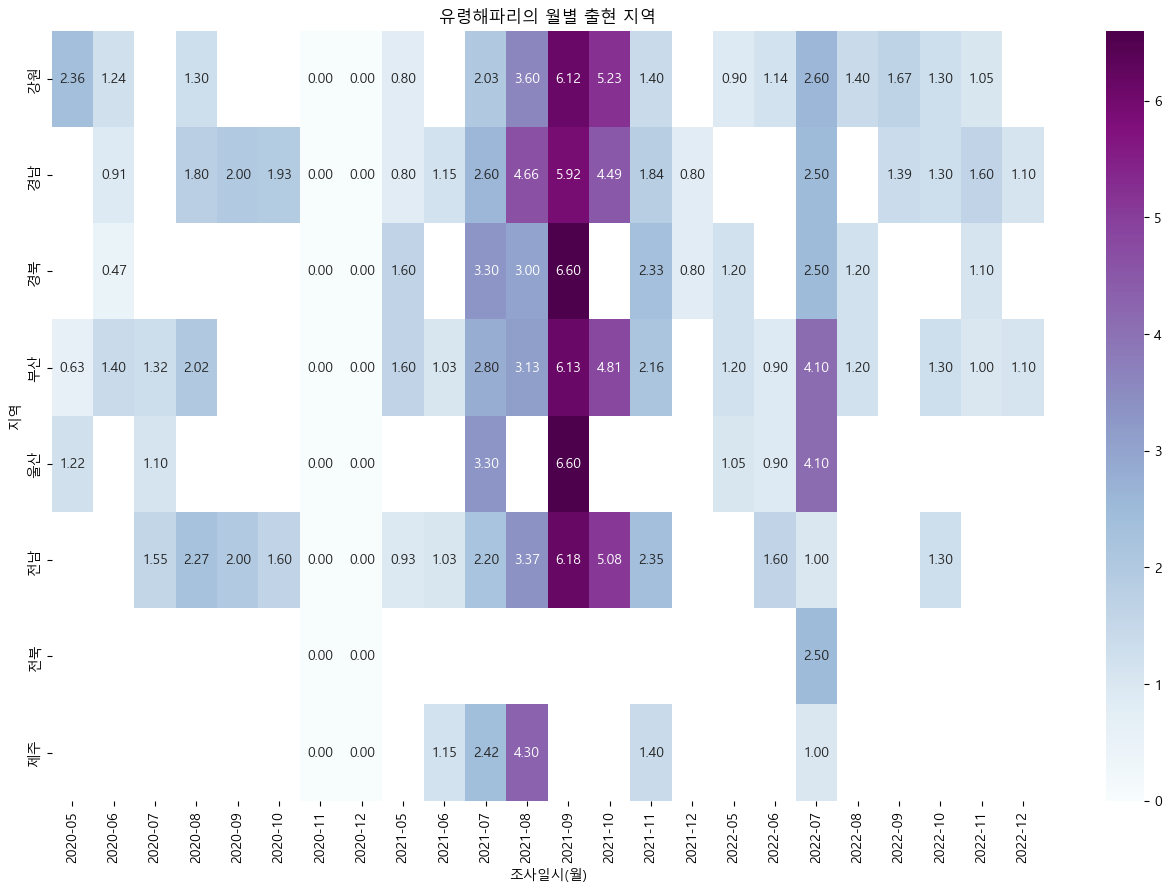 유령해파리의 월별 출현 지역
강원 2.36 1.24 1.30 0.00 0.00 0.80 2.03 3.60 6.12 5.23 1.40 0.90 1.14 2.60 1.40 1.67 1.30 1.05
경남 0.91 1.80 2.00 1.93 0.00 0.00 0.80 1.15 2.60 4.66 5.92 4.49 1.84 0.80 2.50 1.39 1.30 1.60 1.10
경북 0.47 0.00 0.00 1.60 3.30 3.00 6.60 2.33 0.80 1.20 2.50 1.20 1.10
부산 0.63 1.40 1.32 2.02 0.00 0.00 1.60 1.03 2.80 3.13 6.13 4.81 2.16 1.20 0.90 4.10 1.20 1.30 1.00 1.10
울산 1.22 1.10 0.00 0.00 3.30 6.60 1.05 0.90 4.10
전남 1.55 2.27 2.00 1.60 0.00 0.00 0.93 1.03 2.20 3.37 6.18 5.08 2.35 1.60 1.00 1.30
전북 0.00 0.00 2.50
제주 0.00 0.00 1.15 2.42 4.30 1.40 1.00
지역
2020-05 2020-06 2020-07 2020-08 2020-09 2020-10 2020-11 2020-12 2021-05 2021-06 2021-07 2021-08 2021-09 2021-10 2021-11 2021-12 2022-05 2022-06 2022-07 2022-08 2022-09 2022-10 2022-11 2022-12
조사일시(월)
6
5
4
3
2
1
0